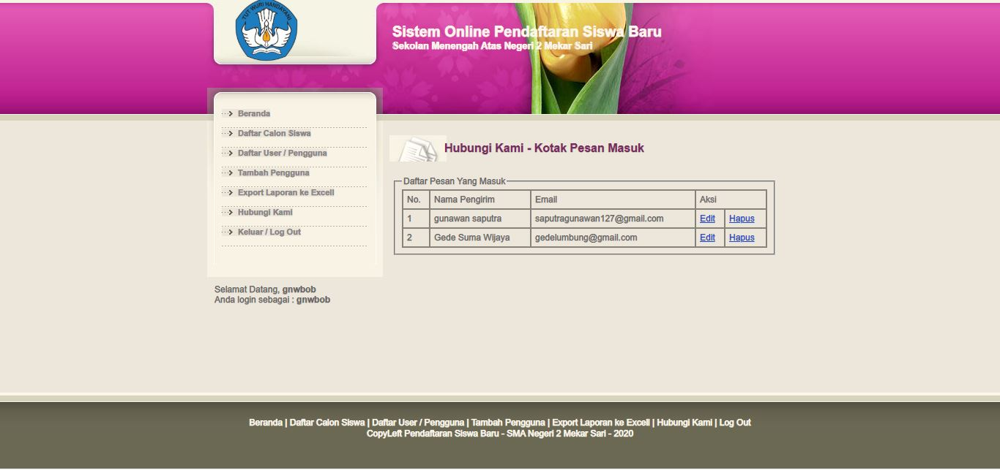 TUT WURI HANDAYANI
Sistem Online Pendaftaran Siswa Baru
Sekolan Menengah Atas Negeri 2 Mekar Sari
Beranda
Daftar Calon Siswa
Daftar User / Pengguna
Tambah Pengguna
Export Laporan ke Excell
Hubungi Kami
Keluar / Log Out
Selamat Datang, gnwbob
Anda login sebagai : gnwbob
Hubungi Kami - Kotak Pesan Masuk
Daftar Pesan Yang Masuk
No. Nama Pengirim Email Aksi
1 gunawan saputra saputragunawan127@gmail.com Edit Hapus
2 Gede Suma Wijaya gedelumbung@gmail.com Edit Hapus
Beranda | Daftar Calon Siswa | Daftar User / Pengguna | Tambah Pengguna | Export Laporan ke Excell | Hubungi Kami | Log Out
CopyLeft Pendaftaran Siswa Baru - SMA Negeri 2 Mekar Sari - 2020